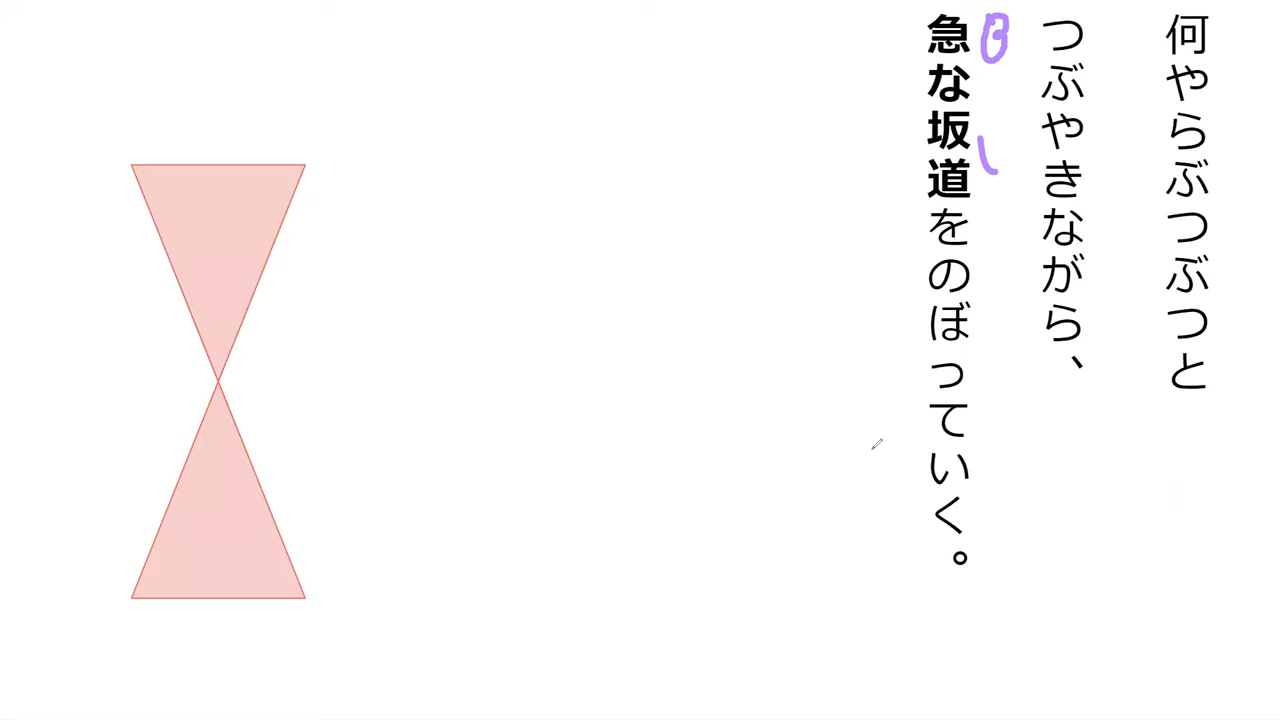 何やらぶつぶつと
つぶやきながら、
急な坂道をのぼっていく。